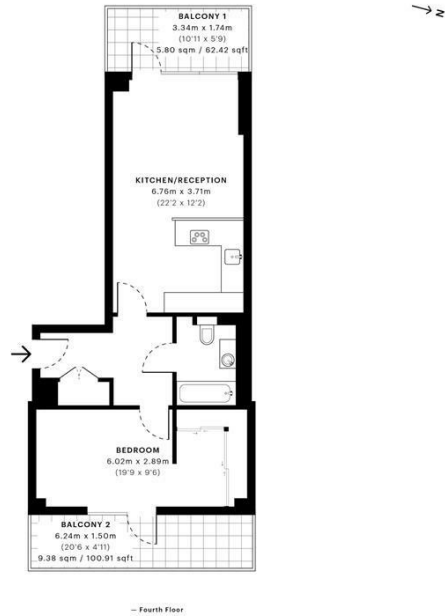 BALCONY 1
3.34m x 1.74m
(10'11 x 5'9)
5.80 sqm / 62.42 sqft
N
KITCHEN/RECEPTION
6.76m x 3.71m
(22'2 x 12'2)
BEDROOM
6.02m x 2.89m
(19'9 x 9'6)
BALCONY 2
6.24m x 1.50m
(20'6 x 4'11)
9.38 sqm / 100.91 sqft
— Fourth Floor